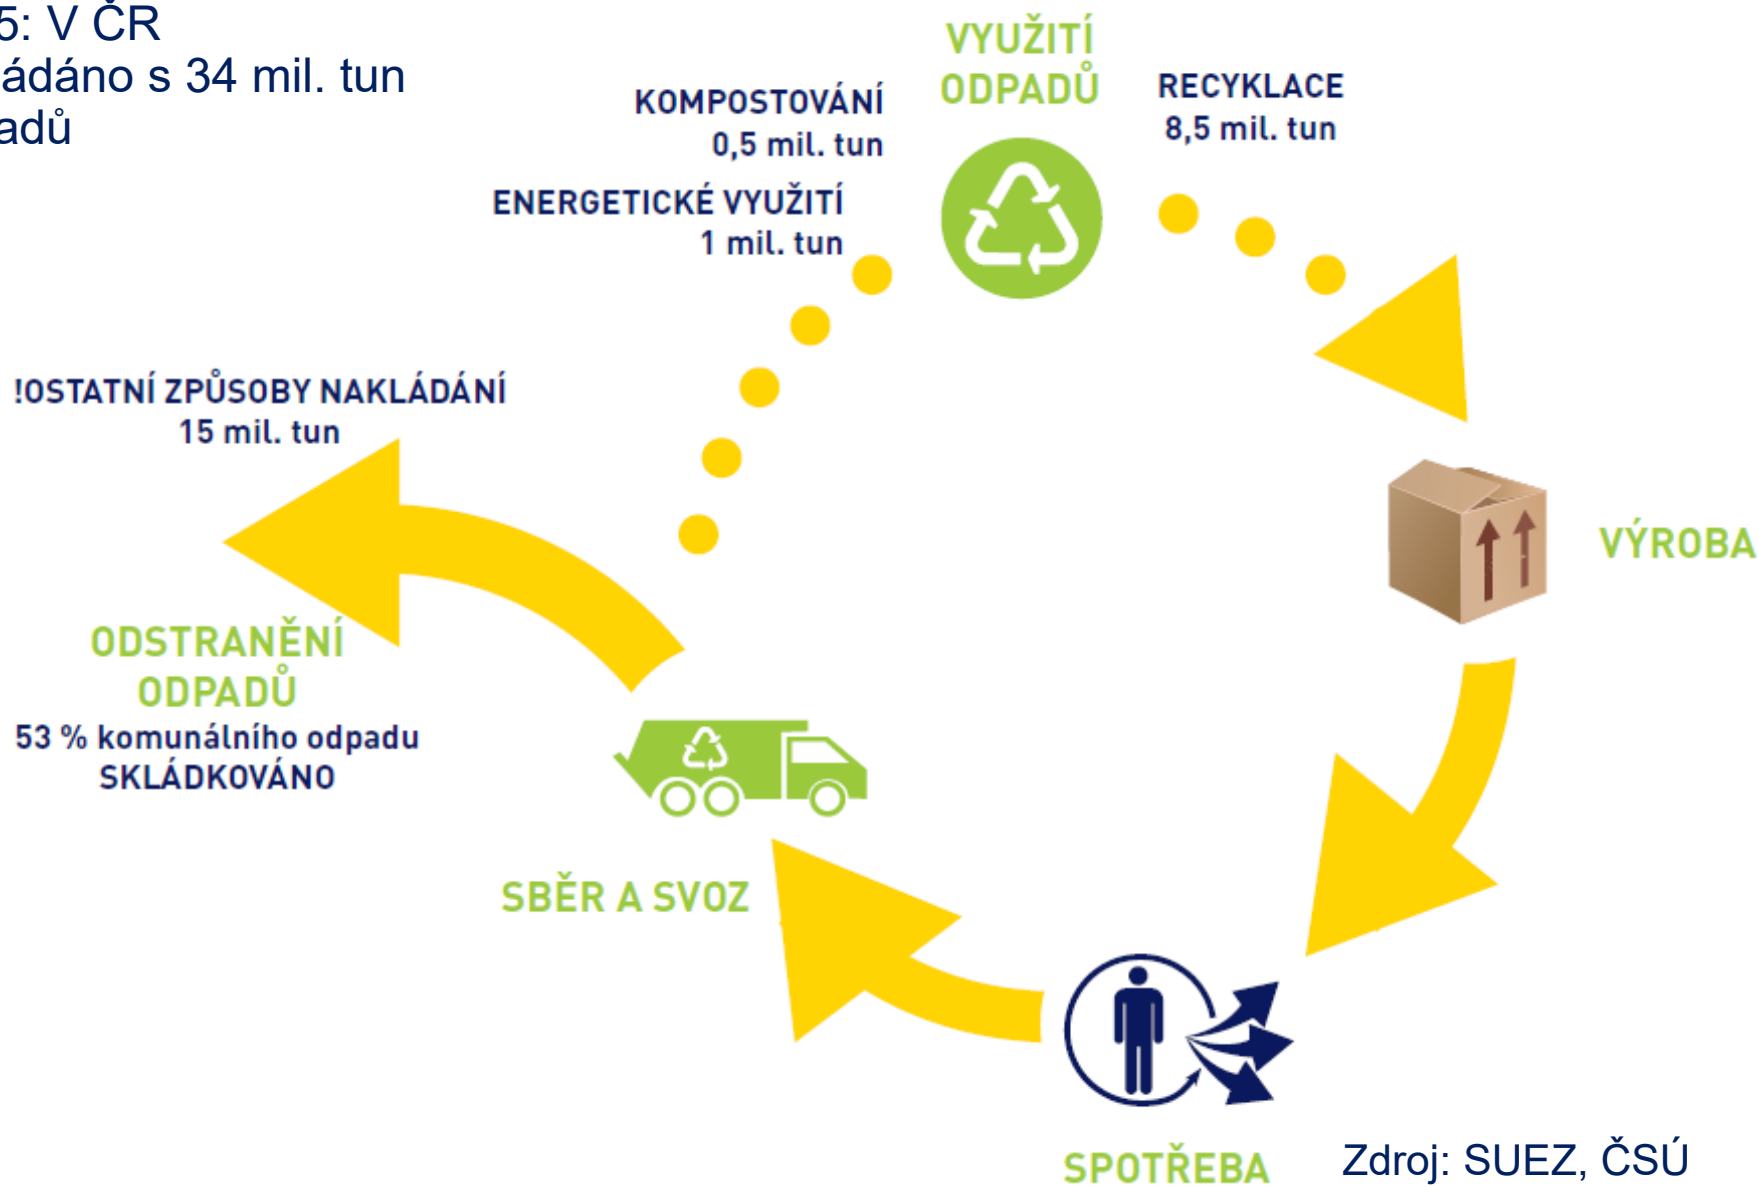 5: V ČR
ádáno s 34 mil. tun
adů
VYUŽITÍ
ODPADŮ
KOMPOSTOVÁNÍ
0,5 mil. tun
RECYKLACE
8,5 mil. tun
ENERGETICKÉ VYUŽITÍ
1 mil. tun
!OSTATNÍ ZPŮSOBY NAKLÁDÁNÍ
15 mil. tun
VÝROBA
ODSTRANĚNÍ
ODPADŮ
53 % komunálního odpadu
SKLÁDKOVÁNO
SBĚR A SVOZ
SPOTŘEBA
Zdroj: SUEZ, ČSÚ